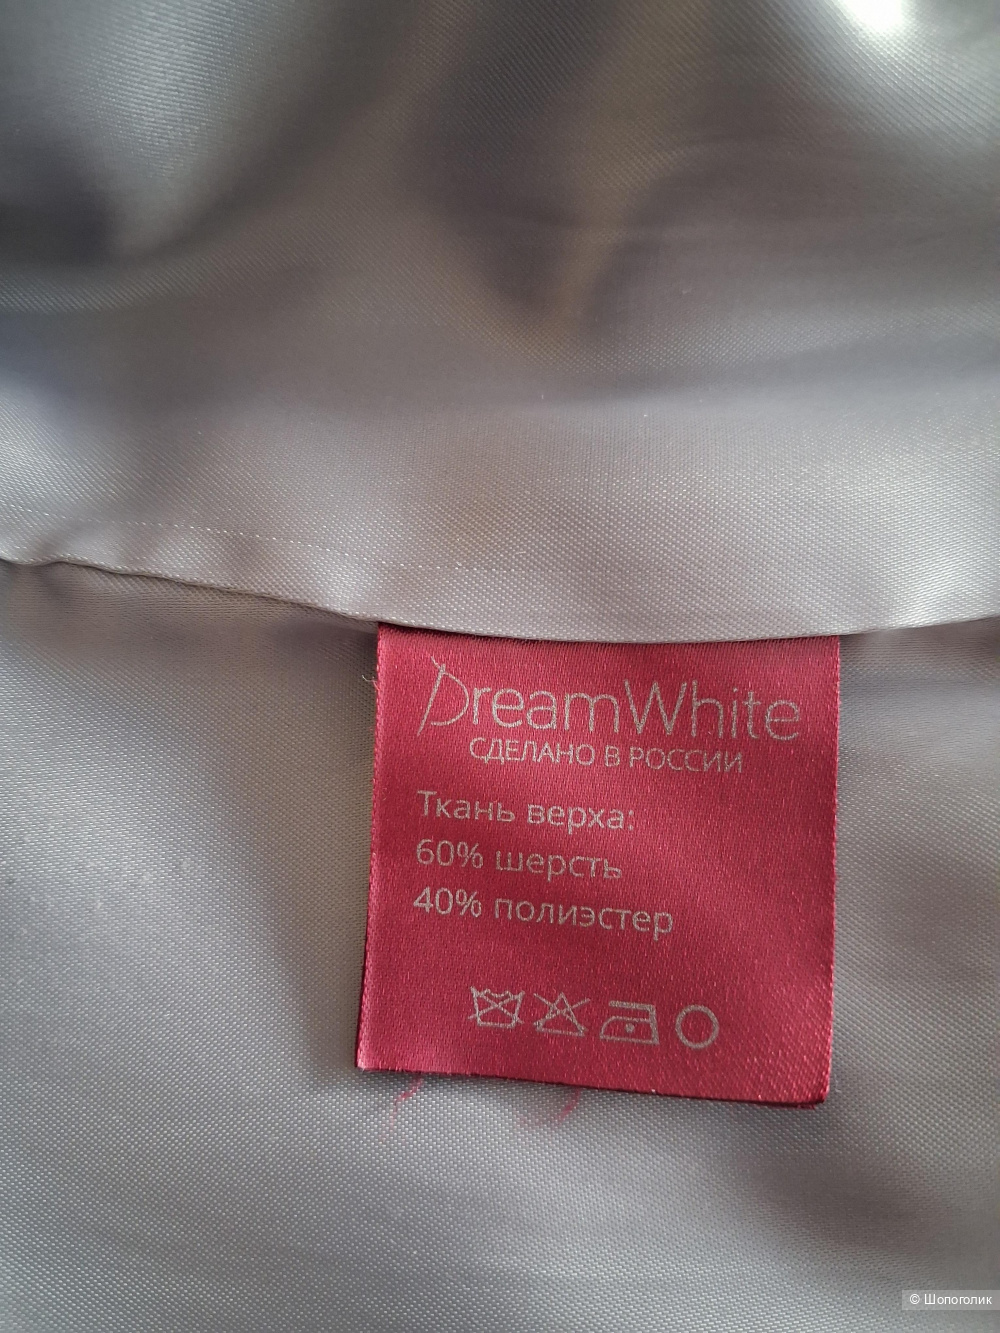 DreamWhite
СДЕЛАНО В РОССИИ
Ткань верха:
60% шерсть
40% полиэстер
© Шопоголик